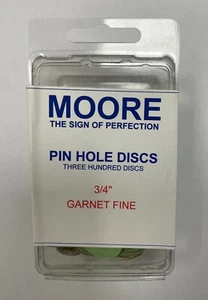 MOORE
THE SIGN OF PERFECTION
PIN HOLE DISCS
THREE HUNDRED DISCS
3/4"
GARNET FINE